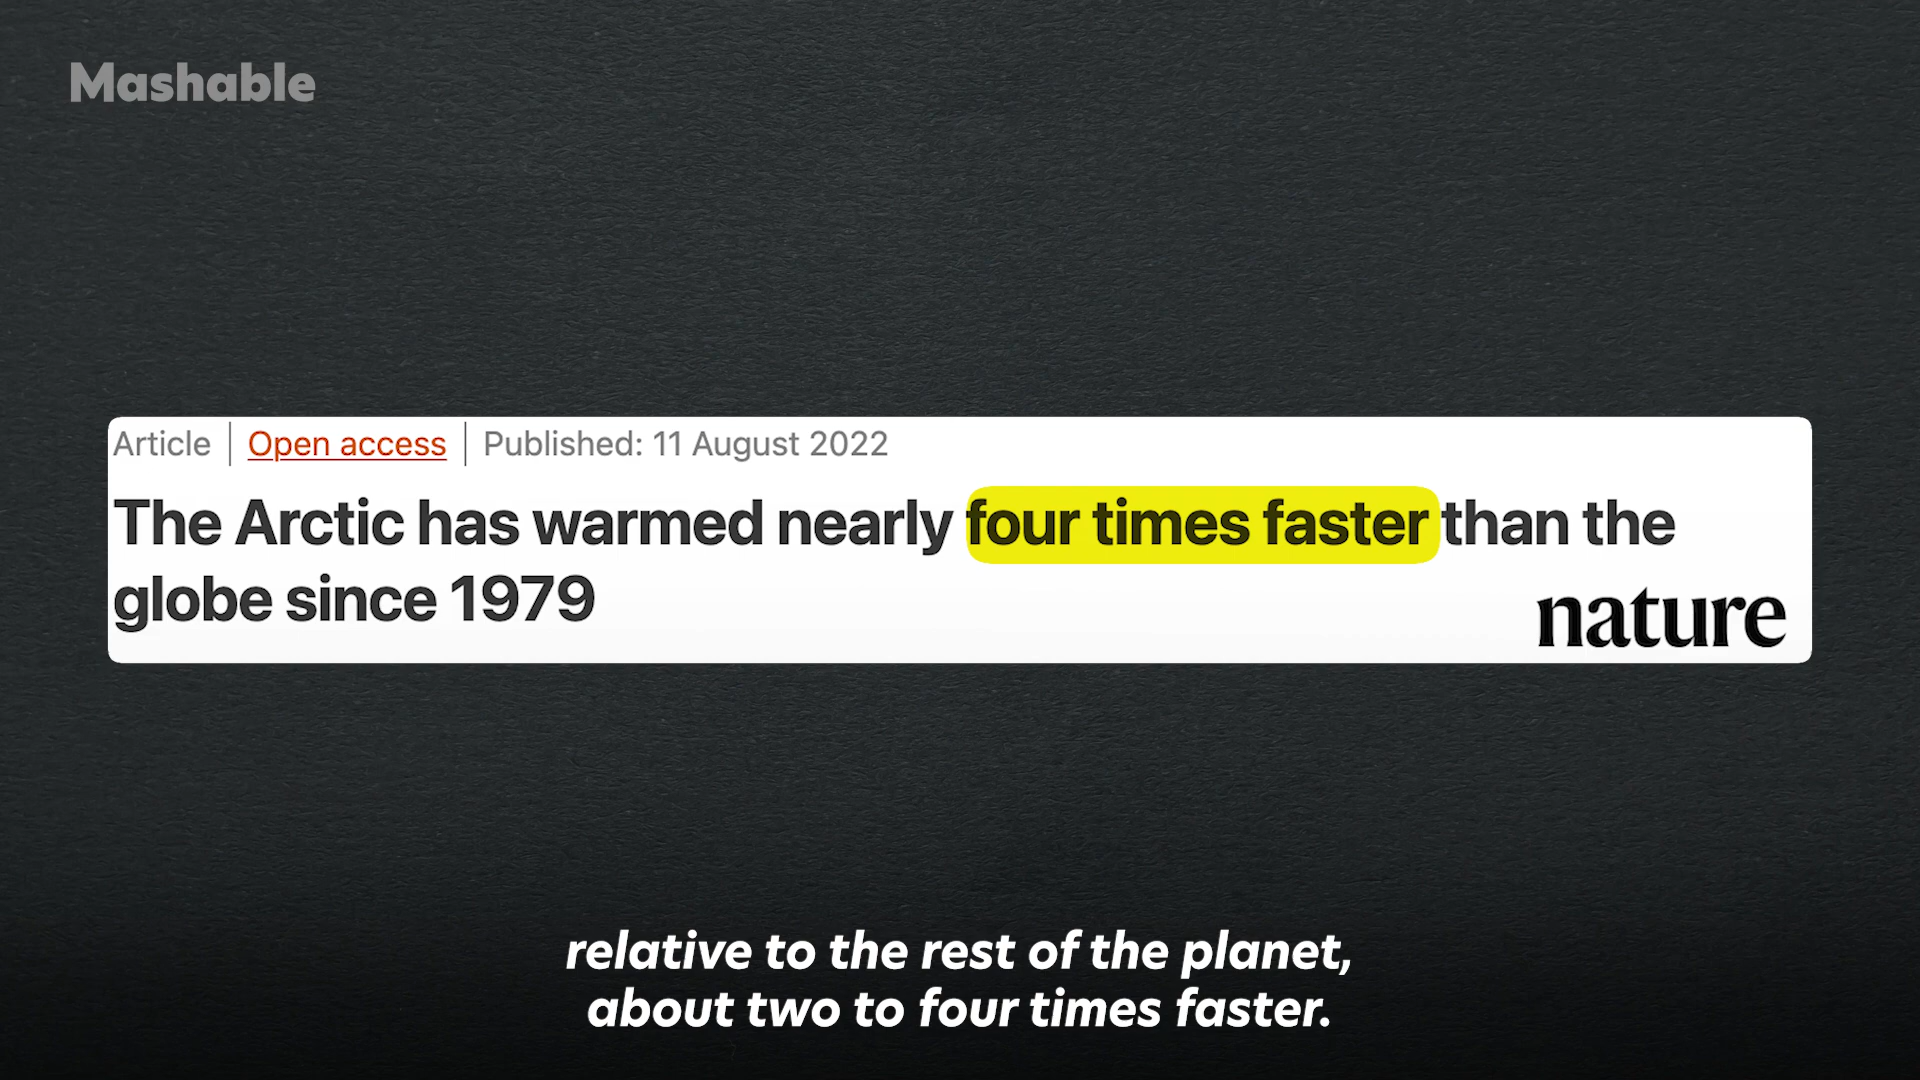 Mashable
Article | Open access | Published: 11 August 2022
The Arctic has warmed nearly four times faster than the
globe since 1979
nature
relative to the rest of the planet,
about two to four times faster.